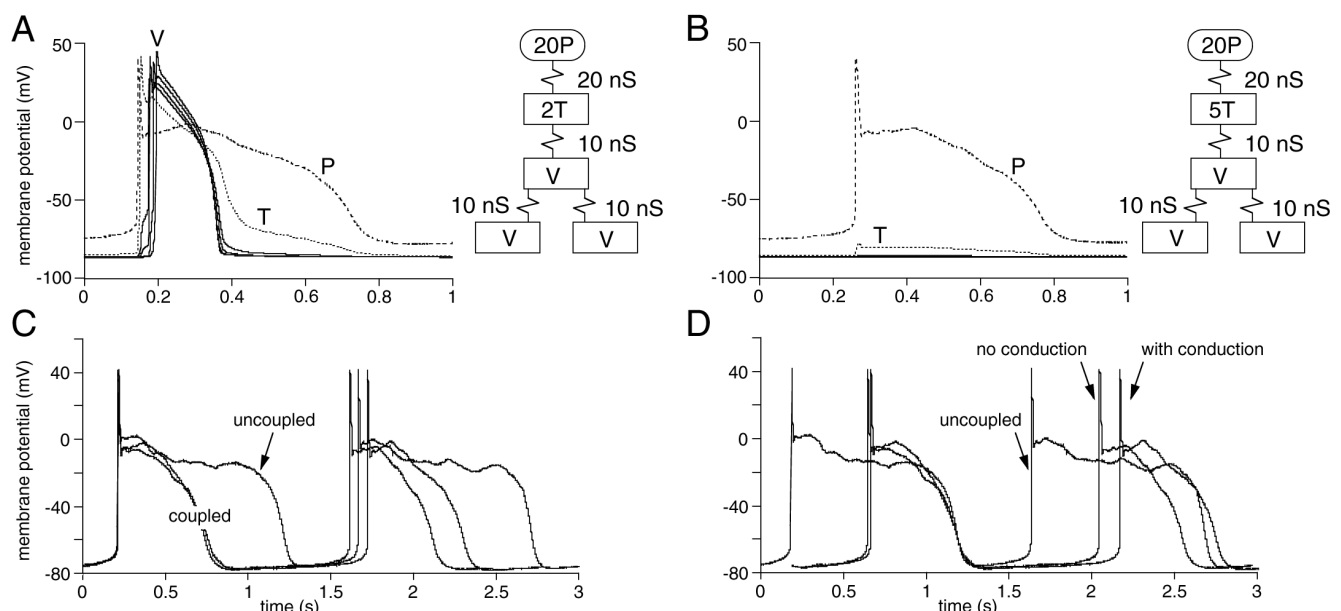 A
membrane potential (mV)
50
0
-50
-100
V
P
T
0
0.2
0.4
0.6
0.8
1
20P
20 nS
2T
10 nS
V
10 nS
10 nS
V
V
B
50
0
-50
-100
P
T
0
0.2
0.4
0.6
0.8
1
20P
20 nS
5T
10 nS
V
10 nS
10 nS
V
V
C
membrane potential (mV)
40
0
-40
-80
uncoupled
coupled
0
0.5
1
1.5
2
2.5
3
time (s)
D
40
0
-40
-80
no conduction
with conduction
uncoupled
0
0.5
1
1.5
2
2.5
3
time (s)